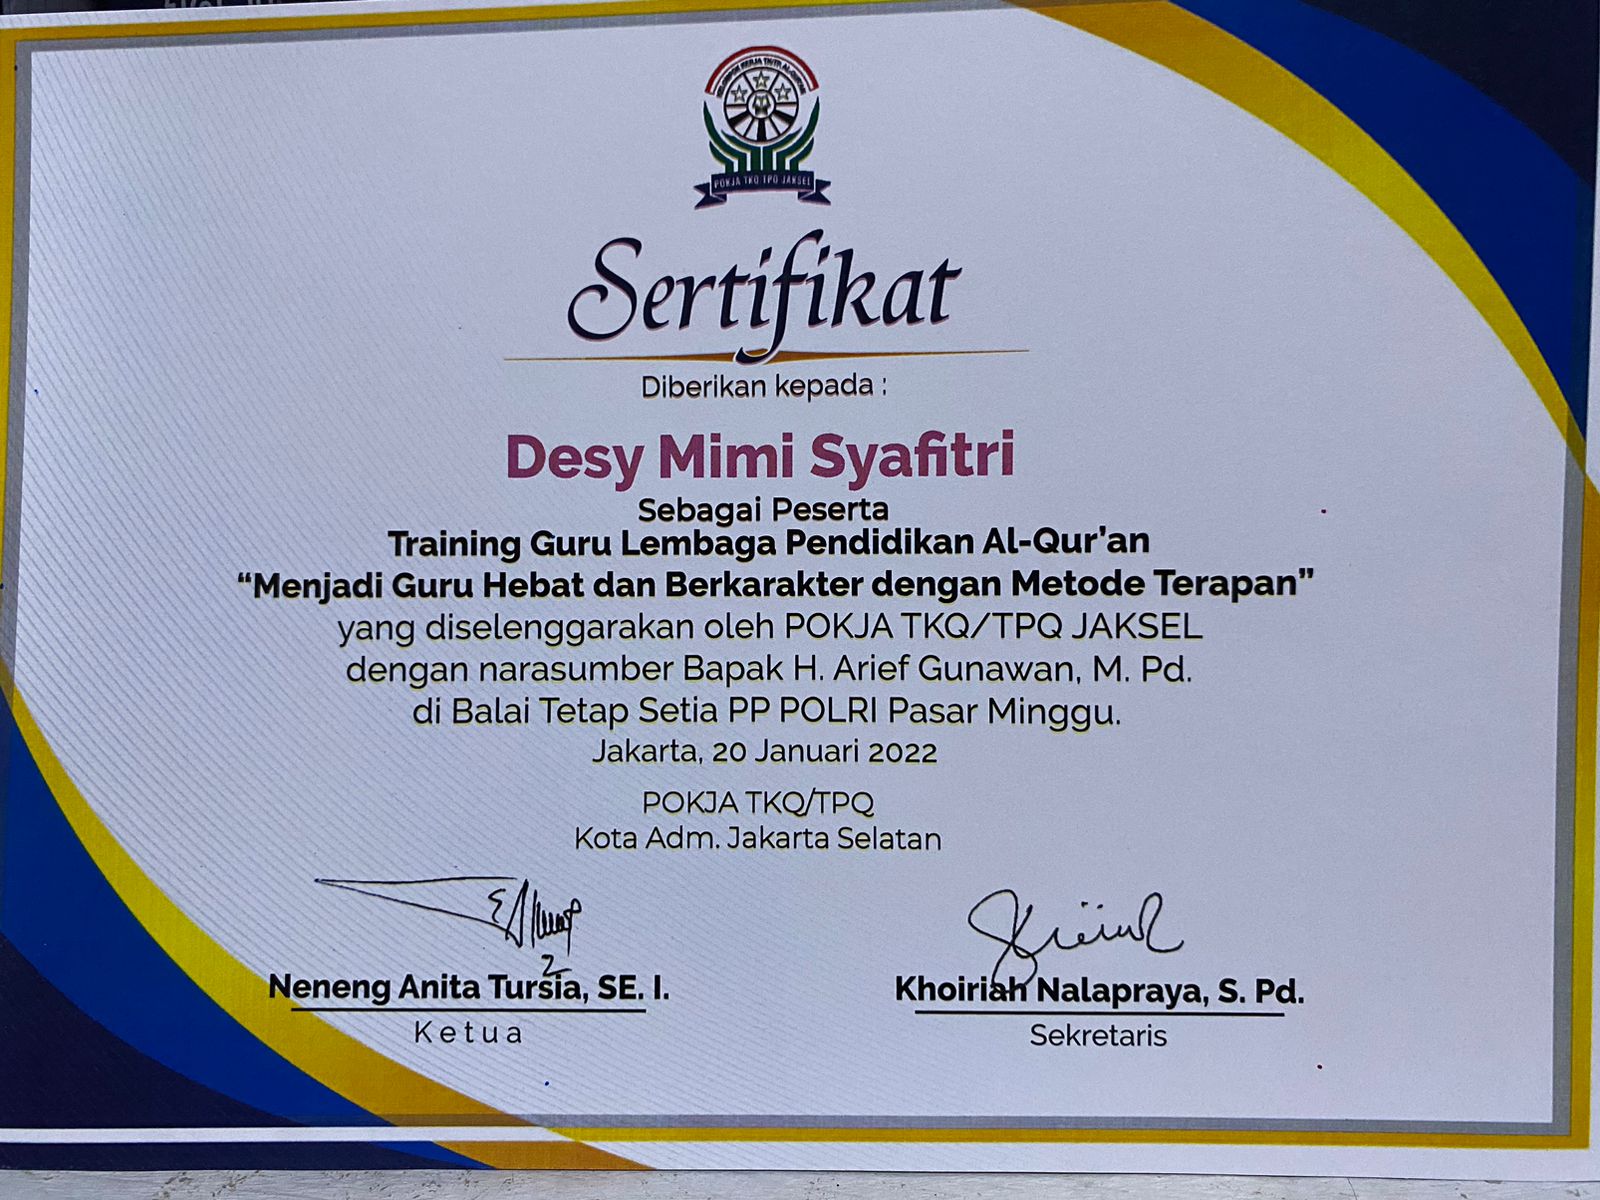 POKJA TKQ TPQ JAKSEL
Sertifikat
Diberikan kepada :
Desy Mimi Syafitri
Sebagai Peserta
Training Guru Lembaga Pendidikan Al-Qur’an
“Menjadi Guru Hebat dan Berkarakter dengan Metode Terapan”
yang diselenggarakan oleh POKJA TKQ/TPQ JAKSEL
dengan narasumber Bapak H. Arief Gunawan, M. Pd.
di Balai Tetap Setia PP POLRI Pasar Minggu.
Jakarta, 20 Januari 2022
POKJA TKQ/TPQ
Kota Adm. Jakarta Selatan
Neneng Anita Tursia, SE. I.
Ketua
Khoiriah Nalapraya, S. Pd.
Sekretaris